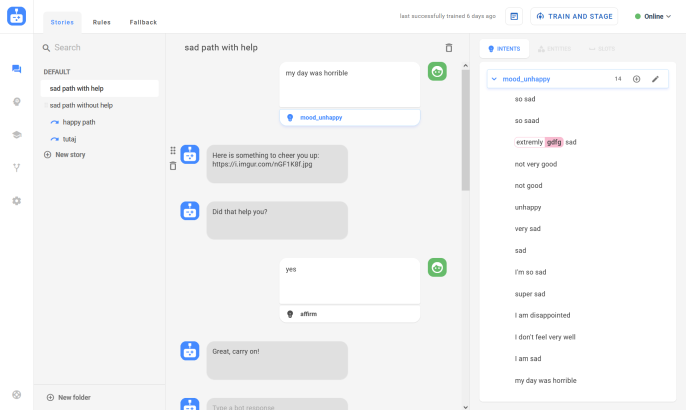 Stories
Rules
Fallback
last successfully trained 6 days ago
TRAIN AND STAGE
Online
Search
DEFAULT
sad path with help
sad path without help
happy path
tutaj
New story
New folder
sad path with help
my day was horrible
mood_unhappy
Here is something to cheer you up:
https://i.imgur.com/nGF1K8f.jpg
Did that help you?
yes
affirm
Great, carry on!
Type a bot response
INTENTS
mood_unhappy 14
so sad
so saad
extremly gdfg sad
not very good
not good
unhappy
very sad
sad
I'm so sad
super sad
I am disappointed
I don't feel very well
I am sad
my day was horrible